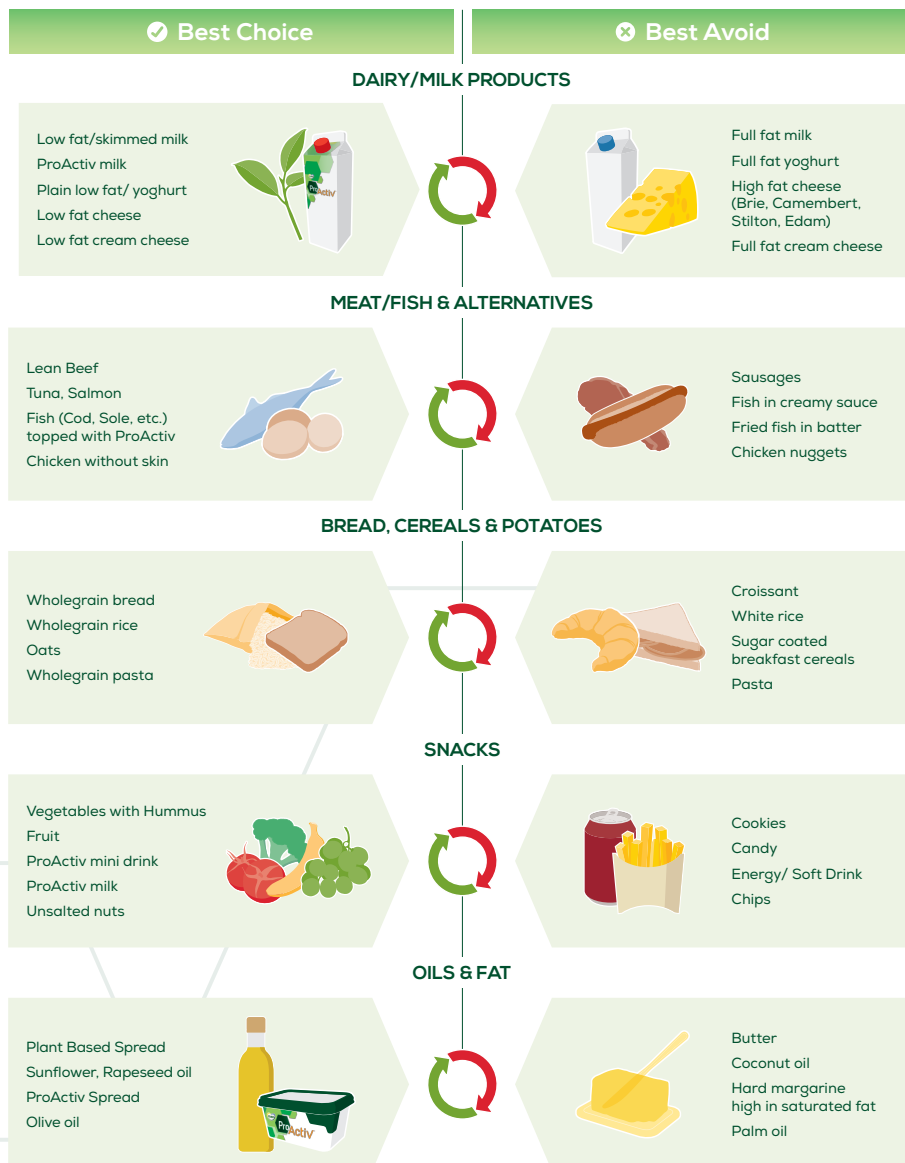 Best Choice
Best Avoid
DAIRY/MILK PRODUCTS
Low fat/skimmed milk
ProActiv milk
Plain low fat/ yoghurt
Low fat cheese
Low fat cream cheese
ProActiv
Full fat milk
Full fat yoghurt
High fat cheese
(Brie, Camembert,
Stilton, Edam)
Full fat cream cheese
MEAT/FISH & ALTERNATIVES
Lean Beef
Tuna, Salmon
Fish (Cod, Sole, etc.)
topped with ProActiv
Chicken without skin
Sausages
Fish in creamy sauce
Fried fish in batter
Chicken nuggets
BREAD, CEREALS & POTATOES
Wholegrain bread
Wholegrain rice
Oats
Wholegrain pasta
Croissant
White rice
Sugar coated
breakfast cereals
Pasta
SNACKS
Vegetables with Hummus
Fruit
ProActiv mini drink
ProActiv milk
Unsalted nuts
Cookies
Candy
Energy/ Soft Drink
Chips
OILS & FAT
Plant Based Spread
Sunflower, Rapeseed oil
ProActiv Spread
Olive oil
ProActiv
Butter
Coconut oil
Hard margarine
high in saturated fat
Palm oil